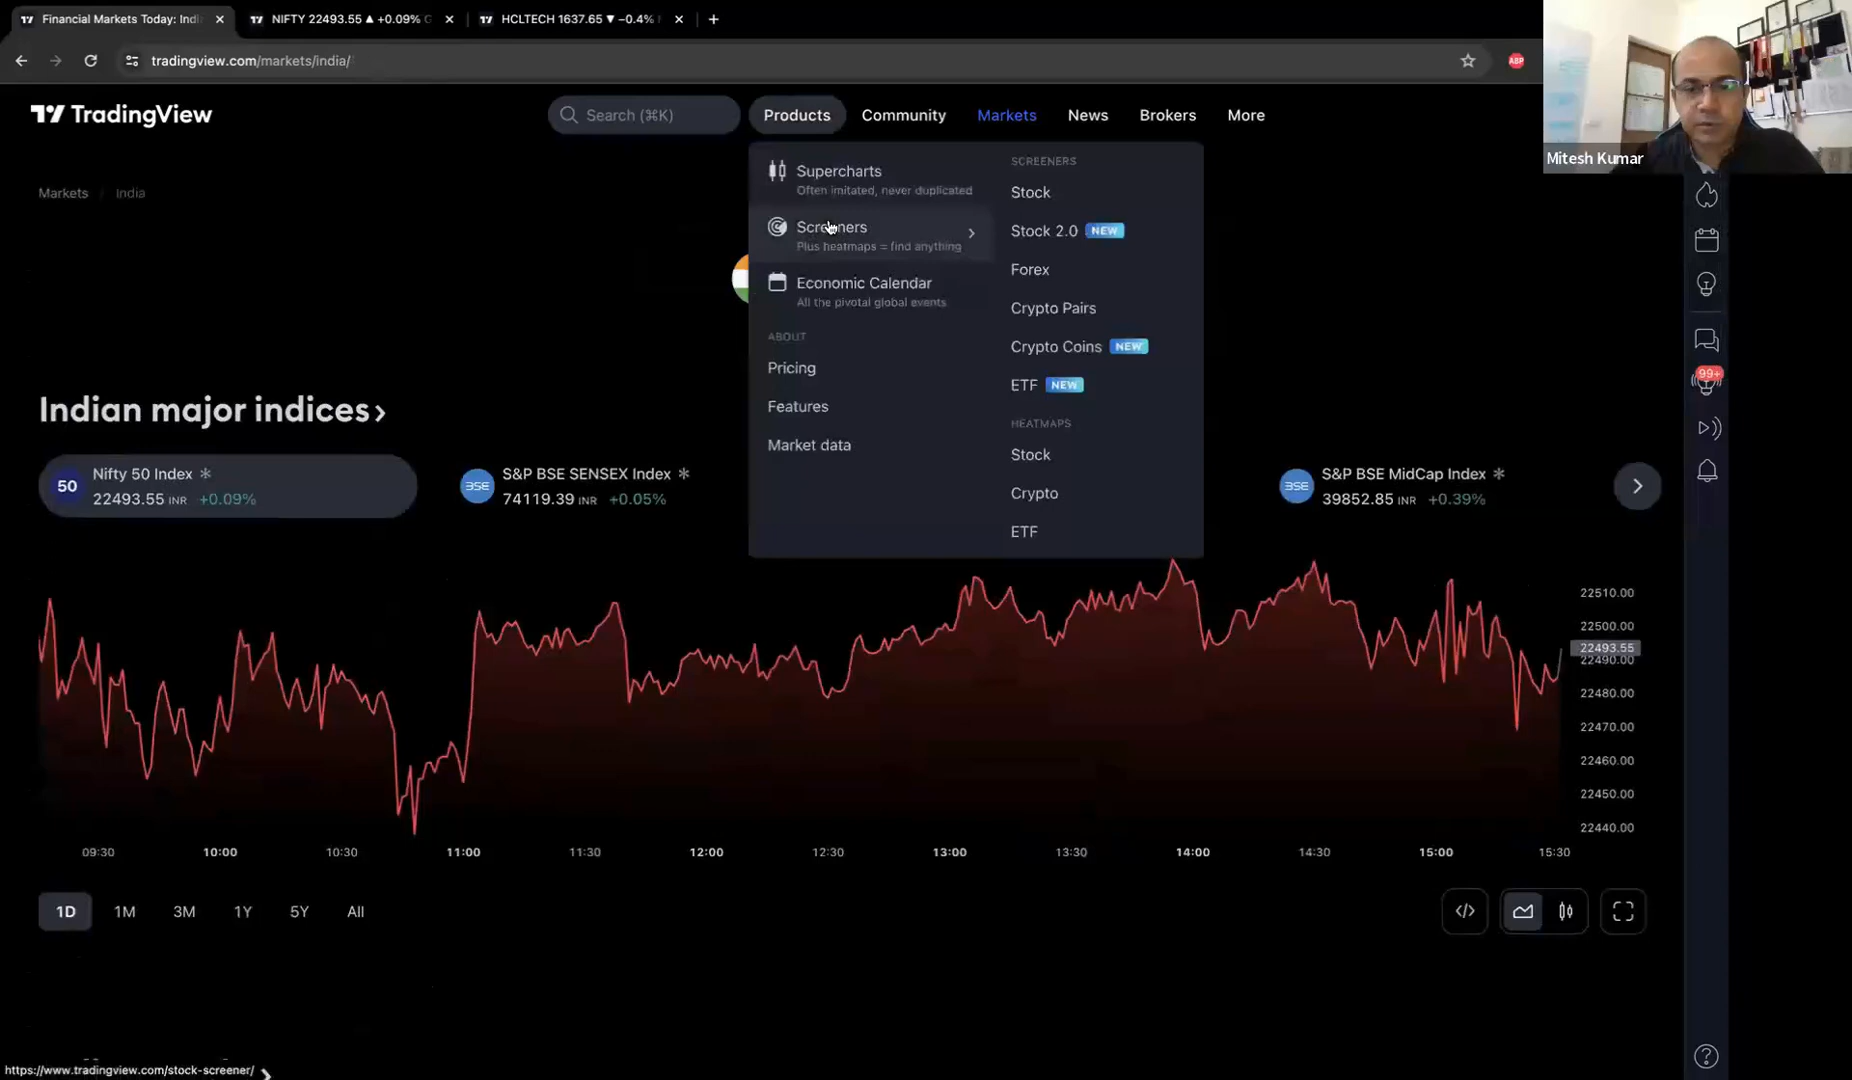 Financial Markets Today: Indi
NIFTY 22493.55 ▲ +0.09%
HCLTECH 1637.65 ▼ −0.4%
tradingview.com/markets/india/
ABP
TradingView
Search (⌘K)
Products
Community
Markets
News
Brokers
More
Mitesh Kumar
Markets / India
Supercharts
Often imitated, never duplicated
Screeners
Plus heatmaps = find anything
Economic Calendar
All the pivotal global events
ABOUT
Pricing
Features
Market data
SCREENERS
Stock
Stock 2.0 NEW
Forex
Crypto Pairs
Crypto Coins NEW
ETF NEW
HEATMAPS
Stock
Crypto
ETF
99+
Indian major indices
50
Nifty 50 Index
22493.55 INR +0.09%
BSE
S&P BSE SENSEX Index
74119.39 INR +0.05%
BSE
S&P BSE MidCap Index
39852.85 INR +0.39%
22510.00
22500.00
22493.55
22490.00
22480.00
22470.00
22460.00
22450.00
22440.00
09:30 10:00 10:30 11:00 11:30 12:00 12:30 13:00 13:30 14:00 14:30 15:00 15:30
1D 1M 3M 1Y 5Y All
https://www.tradingview.com/stock-screener/